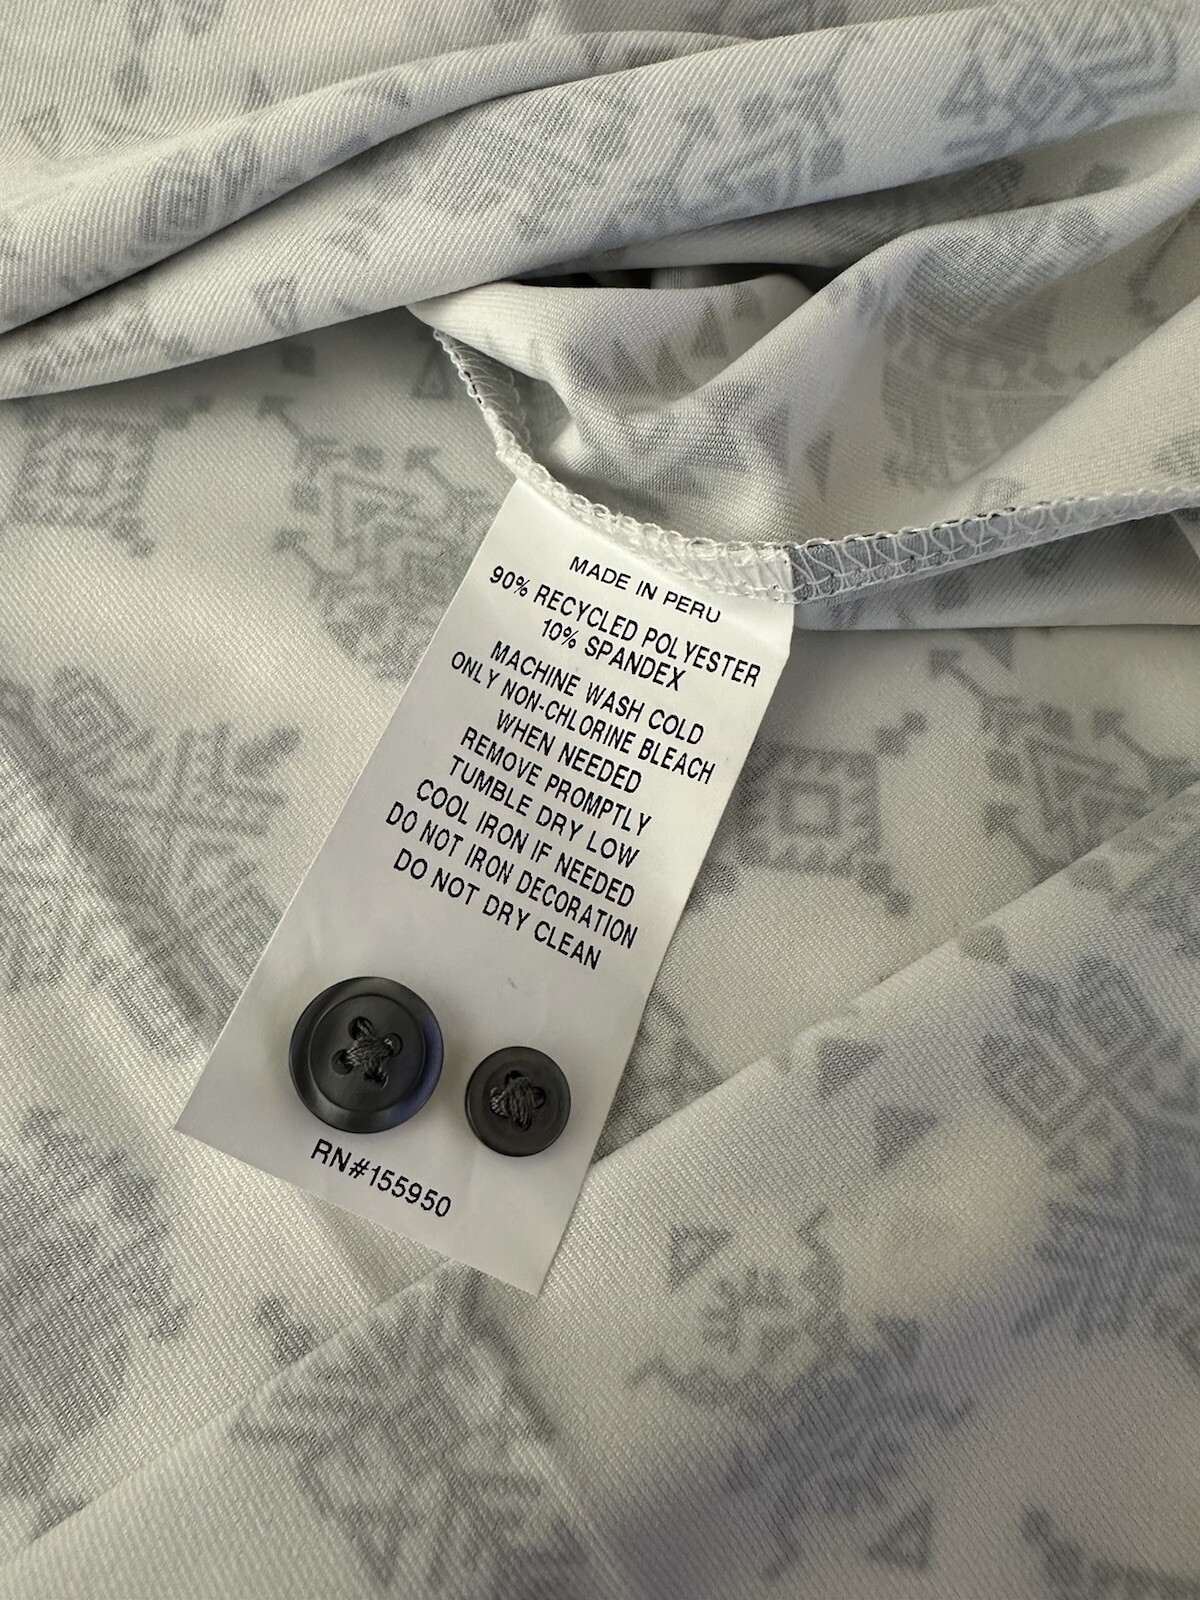 MADE IN PERU
90% RECYCLED POLYESTER
10% SPANDEX
MACHINE WASH COLD
ONLY NON-CHLORINE BLEACH
WHEN NEEDED
REMOVE PROMPTLY
TUMBLE DRY LOW
COOL IRON IF NEEDED
DO NOT IRON DECORATION
DO NOT DRY CLEAN
RN#155950